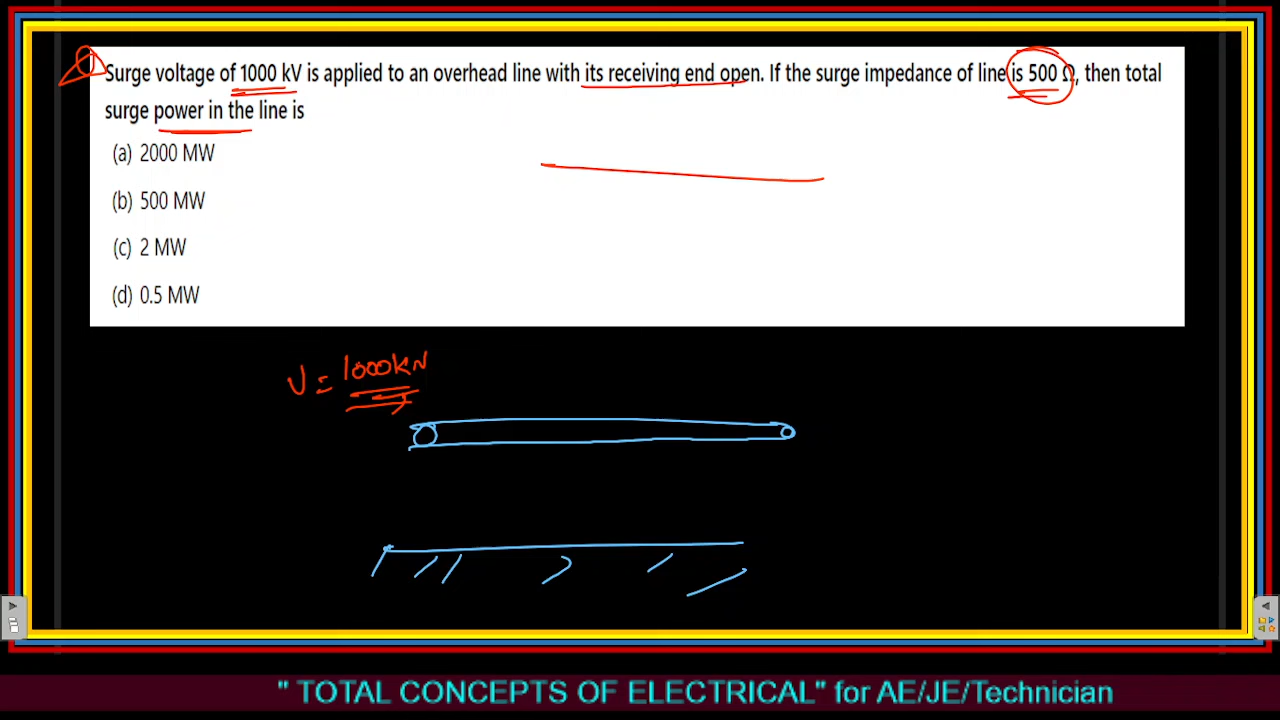 Surge voltage of 1000 kV is applied to an overhead line with its receiving end open. If the surge impedance of line is 500 Ω, then total
surge power in the line is
(a) 2000 MW
(b) 500 MW
(c) 2 MW
(d) 0.5 MW
V = 1000kV
" TOTAL CONCEPTS OF ELECTRICAL" for AE/JE/Technician